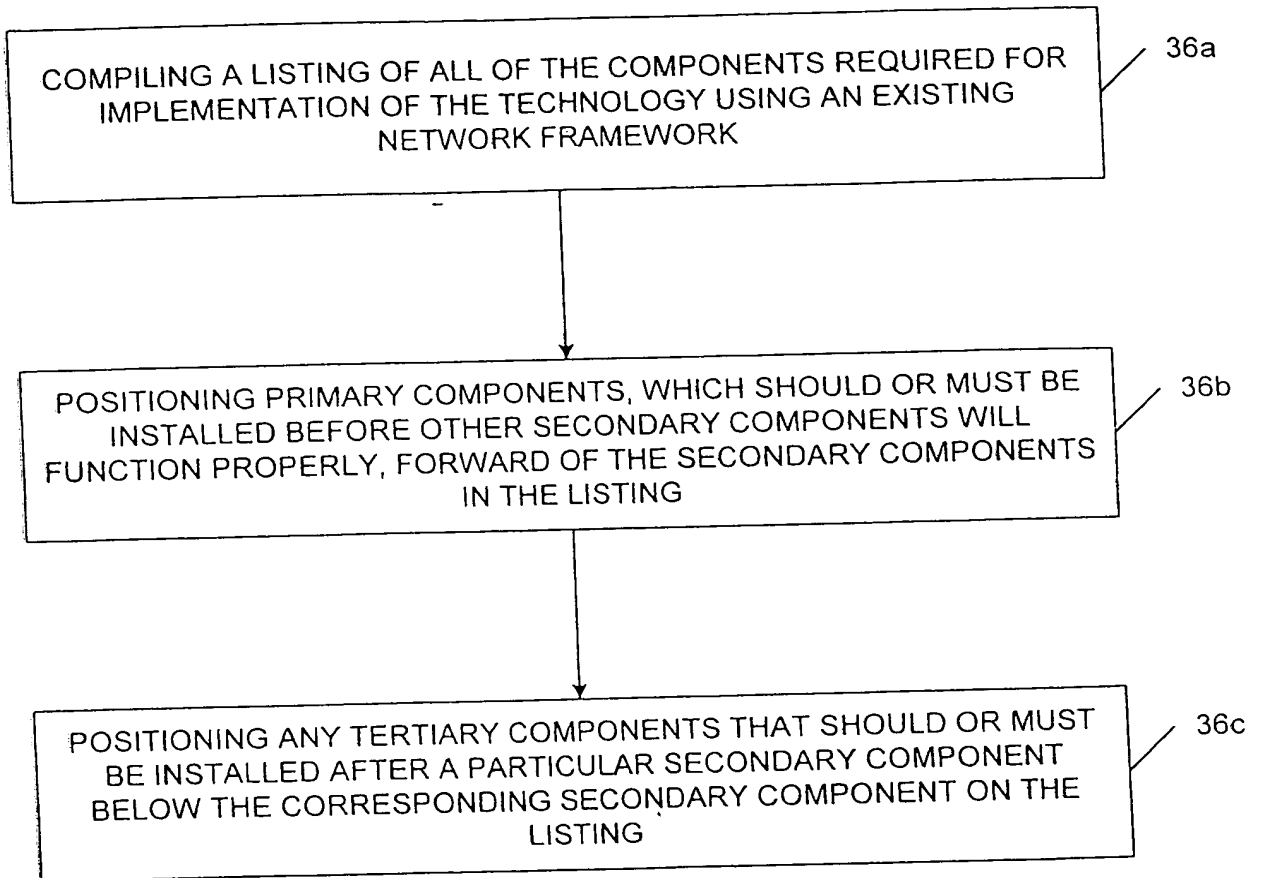 COMPILING A LISTING OF ALL OF THE COMPONENTS REQUIRED FOR
IMPLEMENTATION OF THE TECHNOLOGY USING AN EXISTING
NETWORK FRAMEWORK
36a
POSITIONING PRIMARY COMPONENTS, WHICH SHOULD OR MUST BE
INSTALLED BEFORE OTHER SECONDARY COMPONENTS WILL
FUNCTION PROPERLY, FORWARD OF THE SECONDARY COMPONENTS
IN THE LISTING
36b
POSITIONING ANY TERTIARY COMPONENTS THAT SHOULD OR MUST
BE INSTALLED AFTER A PARTICULAR SECONDARY COMPONENT
BELOW THE CORRESPONDING SECONDARY COMPONENT ON THE
LISTING
36c